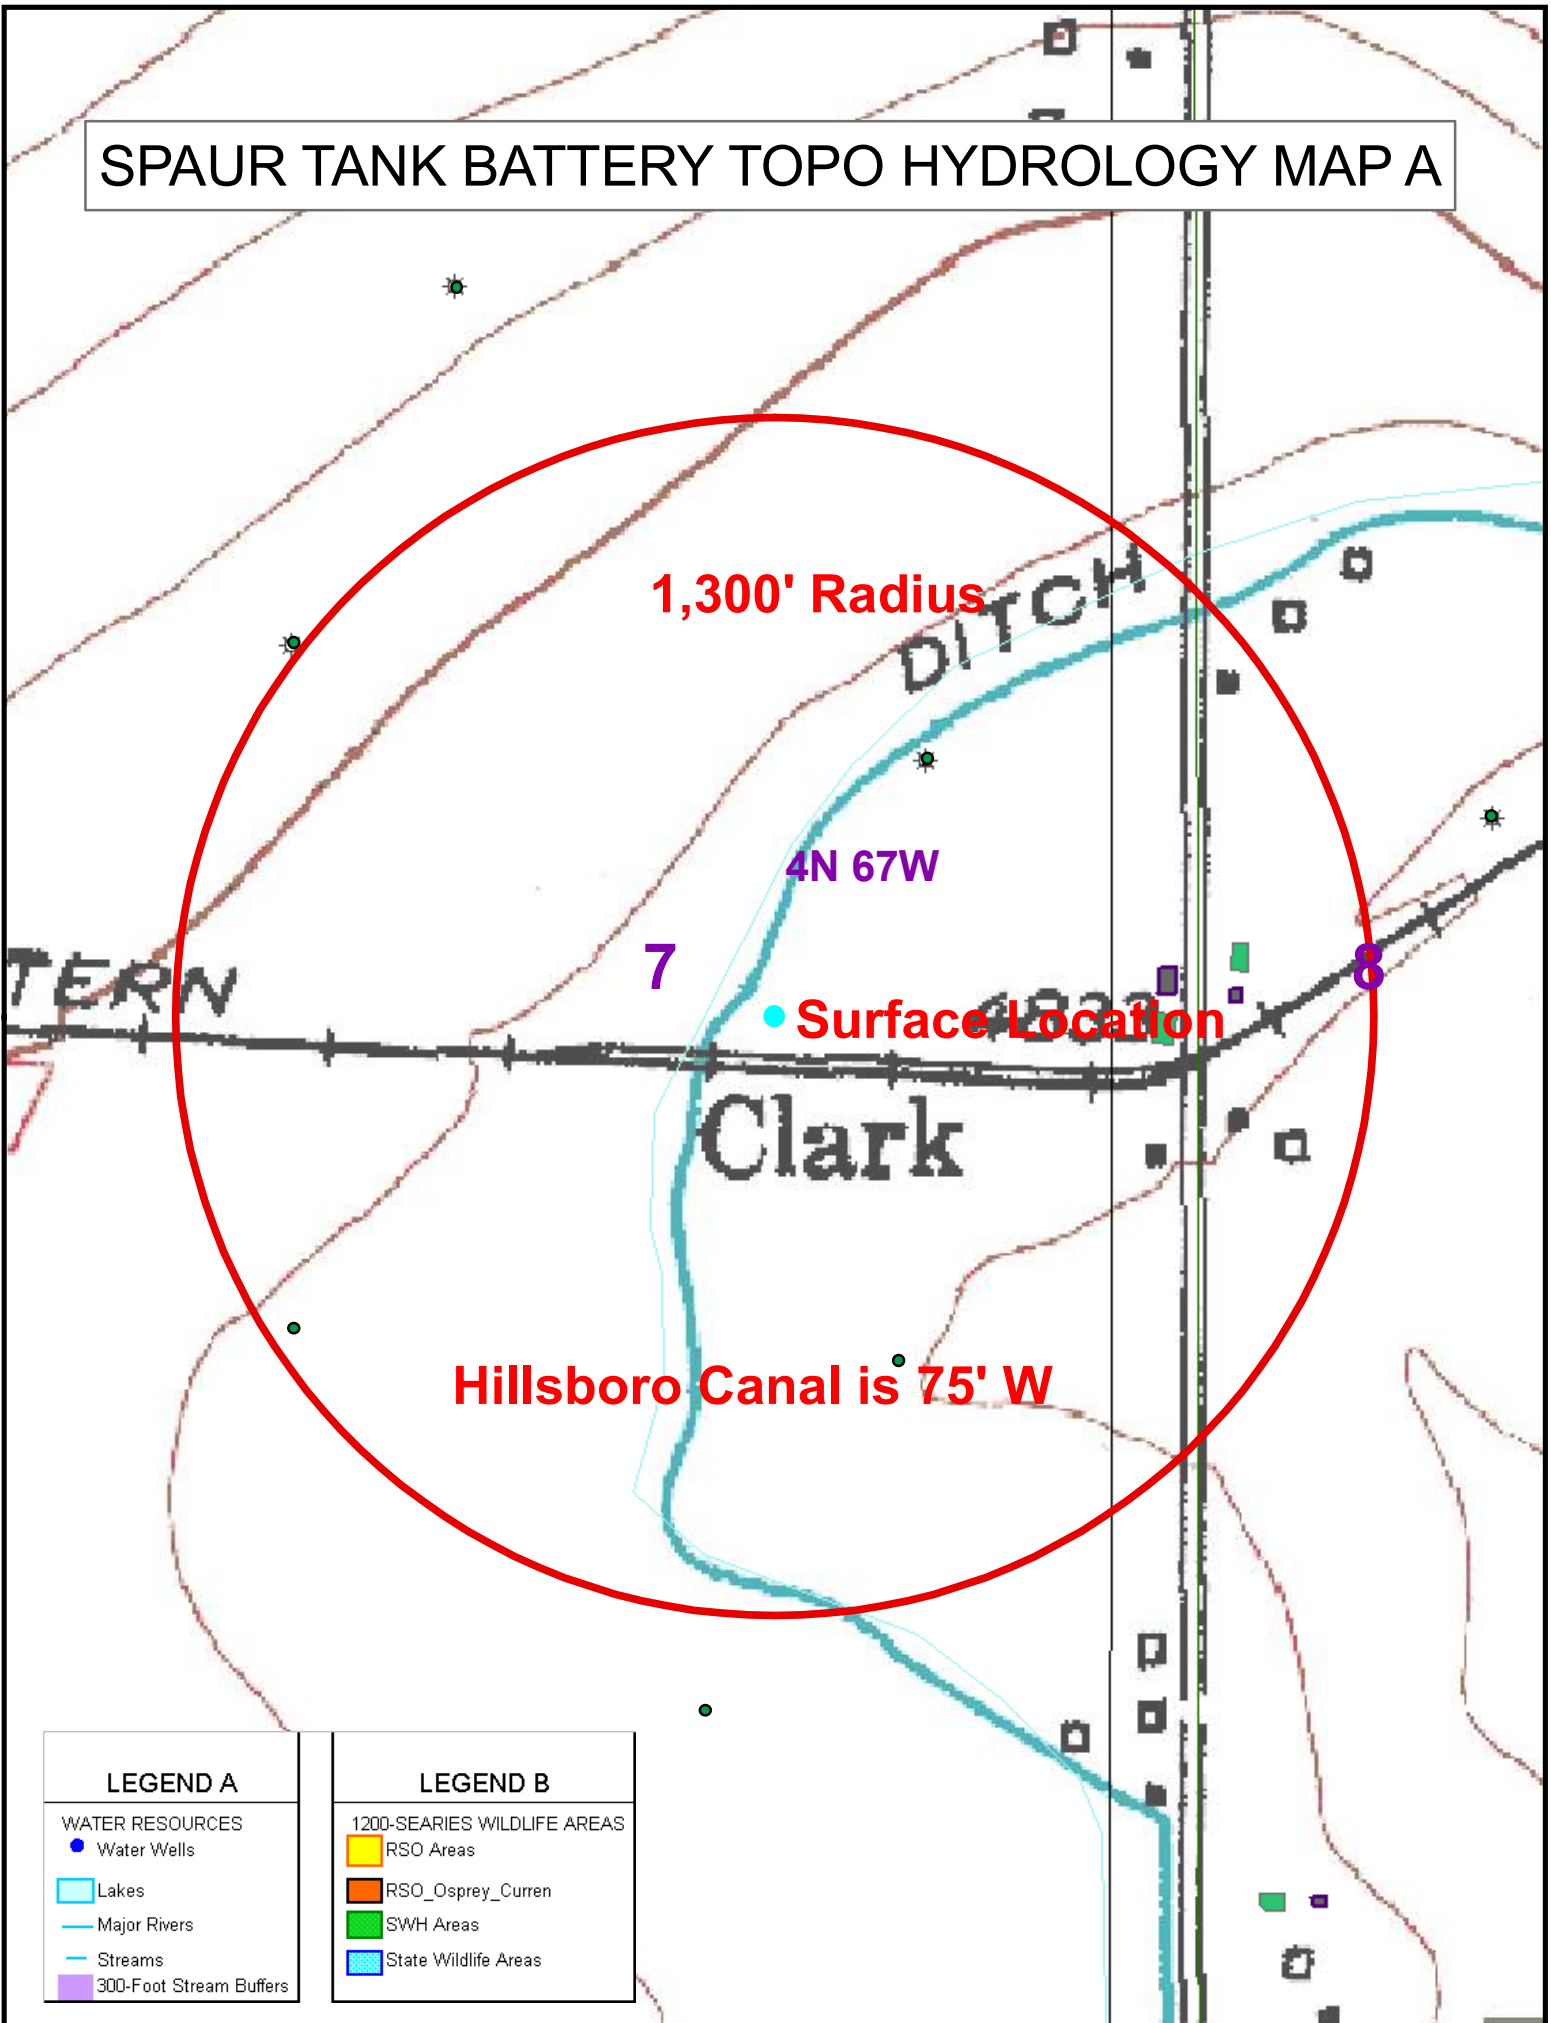 SPAUR TANK BATTERY TOPO HYDROLOGY MAP A
1,300' Radius
DITCH
4N 67W
7
8
TERN
Surface Location
Clark
Hillsboro Canal is 75' W
LEGEND A
WATER RESOURCES
Water Wells
Lakes
Major Rivers
Streams
300-Foot Stream Buffers
LEGEND B
1200-SEARIES WILDLIFE AREAS
RSO Areas
RSO_Osprey_Curren
SWH Areas
State Wildlife Areas